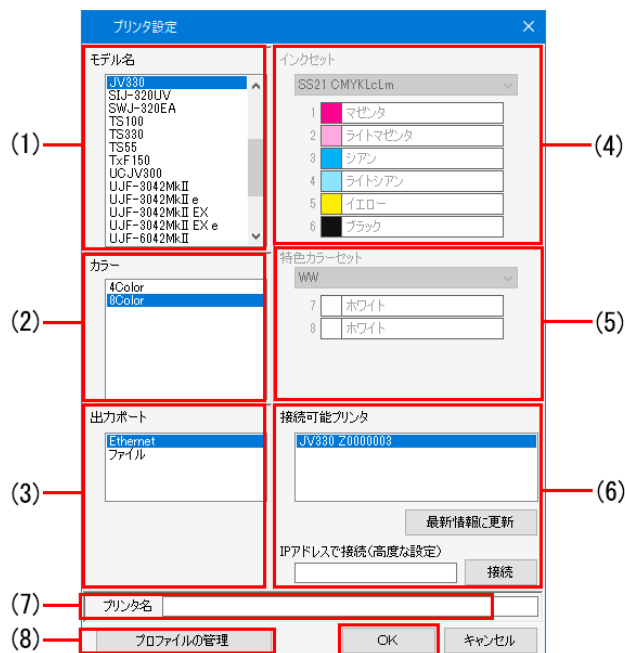 プリンタ設定
モデル名
JV330
SIJ-320UV
SWJ-320EA
TS100
TS330
TS55
TxF150
UCJV300
UJF-3042MkⅡ
UJF-3042MkⅡ e
UJF-3042MkⅡ EX
UJF-3042MkⅡ EX e
UJF-6042MkⅡ
(1)
インクセット
SS21 CMYKLcLm
1 マゼンタ
2 ライトマゼンタ
3 シアン
4 ライトシアン
5 イエロー
6 ブラック
(4)
カラー
4Color
8Color
(2)
特色カラーセット
WW
7 ホワイト
8 ホワイト
(5)
出力ポート
Ethernet
ファイル
(3)
接続可能プリンタ
JV330 Z0000003
最新情報に更新
IPアドレスで接続(高度な設定)
接続
(6)
(7)
プリンタ名
(8)
プロファイルの管理
OK
キャンセル